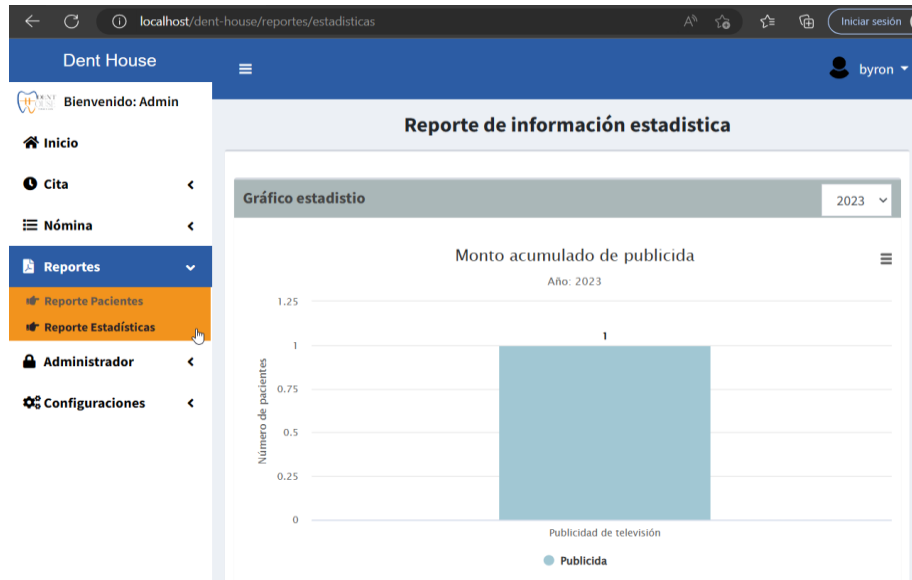 localhost/dent-house/reportes/estadisticas
Iniciar sesión
Dent House
byron
Bienvenido: Admin
Inicio
Cita
Nómina
Reportes
Reporte Pacientes
Reporte Estadísticas
Administrador
Configuraciones
Reporte de información estadistica
Gráfico estadistio
2023
Monto acumulado de publicida
Año: 2023
Número de pacientes
1.25
1
0.75
0.5
0.25
0
1
Publicidad de televisión
Publicida